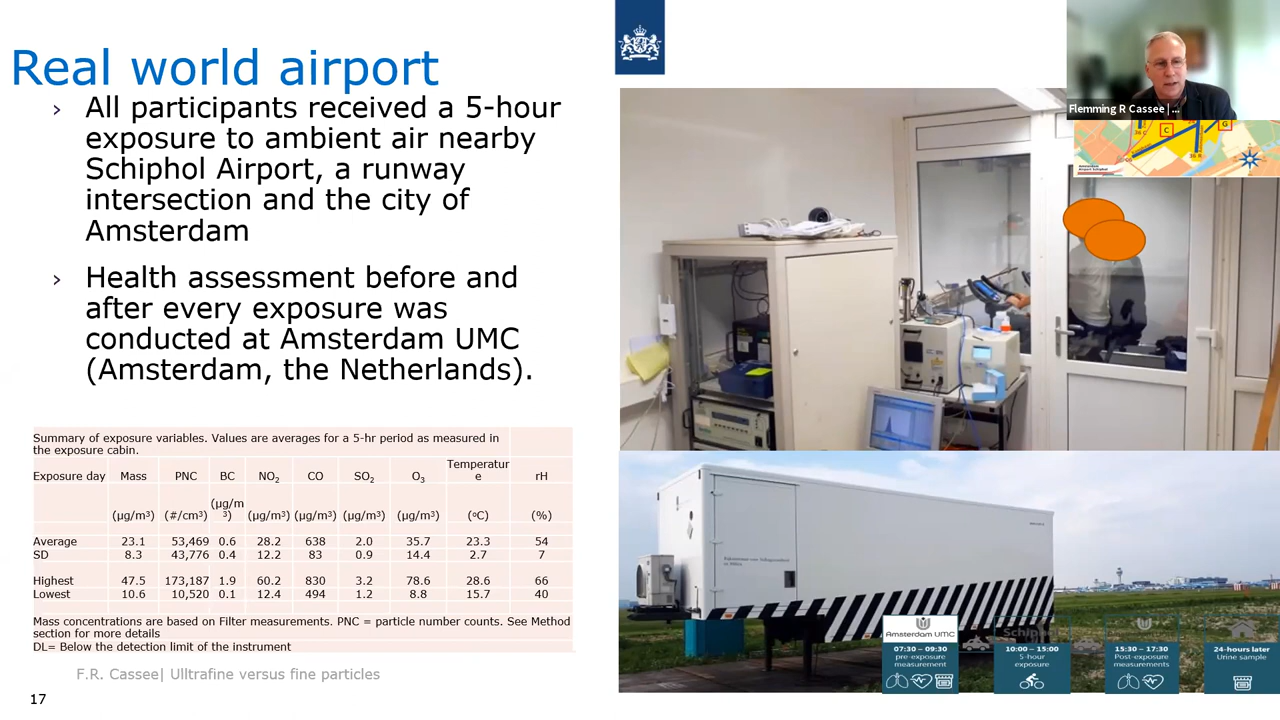 Real world airport
› All participants received a 5-hour
exposure to ambient air nearby
Schiphol Airport, a runway
intersection and the city of
Amsterdam
› Health assessment before and
after every exposure was
conducted at Amsterdam UMC
(Amsterdam, the Netherlands).
Summary of exposure variables. Values are averages for a 5-hr period as measured in
the exposure cabin.
Exposure day Mass PNC BC NO2 CO SO2 O3 Temperatur
e rH
(µg/m³) (#/cm³) (µg/m
3) (µg/m³) (µg/m³) (µg/m³) (µg/m³) (°C) (%)
Average 23.1 53,469 0.6 28.2 638 2.0 35.7 23.3 54
SD 8.3 43,776 0.4 12.2 83 0.9 14.4 2.7 7
Highest 47.5 173,187 1.9 60.2 830 3.2 78.6 28.6 66
Lowest 10.6 10,520 0.1 12.4 494 1.2 8.8 15.7 40
Mass concentrations are based on Filter measurements. PNC = particle number counts. See Method
section for more details
DL= Below the detection limit of the instrument
F.R. Cassee| Ulltrafine versus fine particles
17
Flemming R Cassee | ...
C
G
36 C
36 R
Amsterdam
Airport Schiphol
Amsterdam UMC
07:30 – 09:30
pre-exposure
measurement
Schiphol
10:00 – 15:00
5-hour
exposure
15:30 – 17:30
Post-exposure
measurements
24-hours later
Urine sample